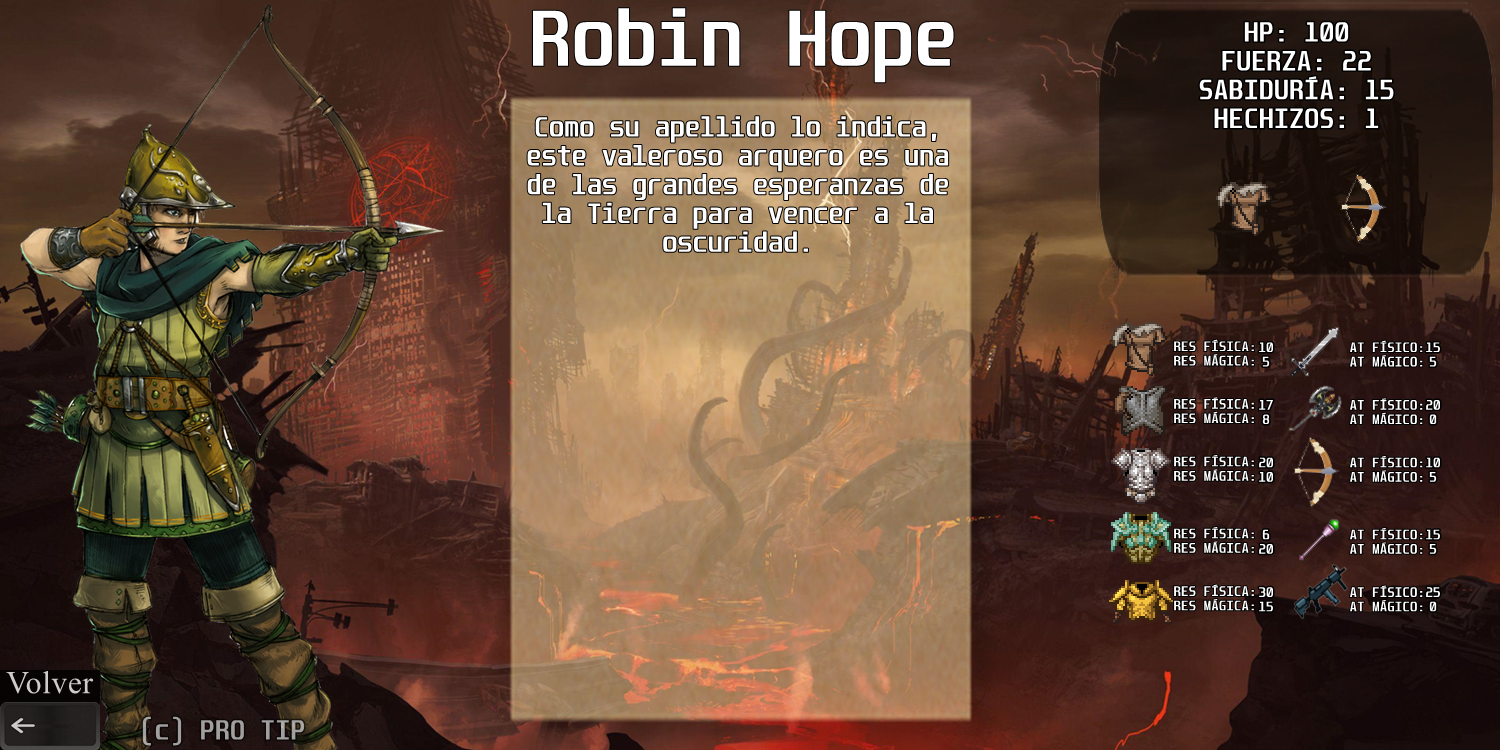 Robin Hope
Como su apellido lo indica,
este valeroso arquero es una
de las grandes esperanzas de
la Tierra para vencer a la
oscuridad.
HP: 100
FUERZA: 22
SABIDURÍA: 15
HECHIZOS: 1
RES FÍSICA:10
RES MÁGICA: 5
AT FÍSICO:15
AT MÁGICO: 5
RES FÍSICA:17
RES MÁGICA: 8
AT FÍSICO:20
AT MÁGICO: 0
RES FÍSICA:20
RES MÁGICA:10
AT FÍSICO:10
AT MÁGICO: 5
RES FÍSICA: 6
RES MÁGICA:20
AT FÍSICO:15
AT MÁGICO: 5
RES FÍSICA:30
RES MÁGICA:15
AT FÍSICO:25
AT MÁGICO: 0
Volver
(c) PRO TIP